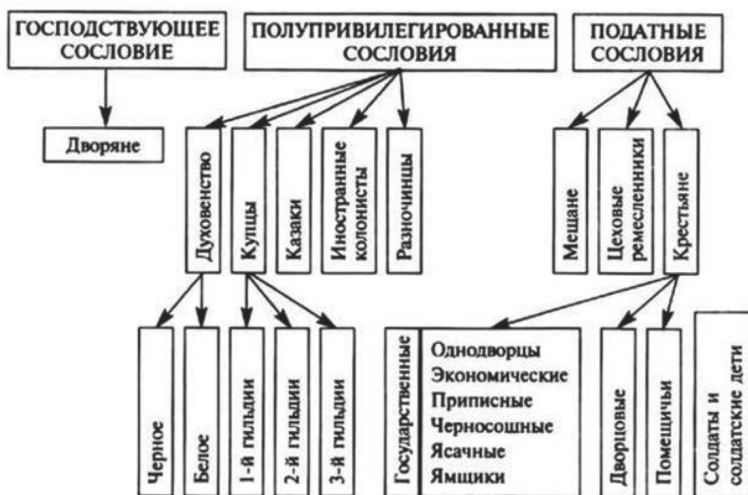 ГОСПОДСТВУЮЩЕЕ
СОСЛОВИЕ
ПОЛУПРИВИЛЕГИРОВАННЫЕ
СОСЛОВИЯ
ПОДАТНЫЕ
СОСЛОВИЯ
Дворяне
Духовенство
Купцы
Казаки
Иностранные
колонисты
Разночинцы
Мещане
Цеховые
ремесленники
Крестьяне
Черное
Белое
1-й гильдии
2-й гильдии
3-й гильдии
Государственные
Однодворцы
Экономические
Приписные
Черносошные
Ясачные
Ямщики
Дворцовые
Помещичьи
Солдаты и
солдатские дети